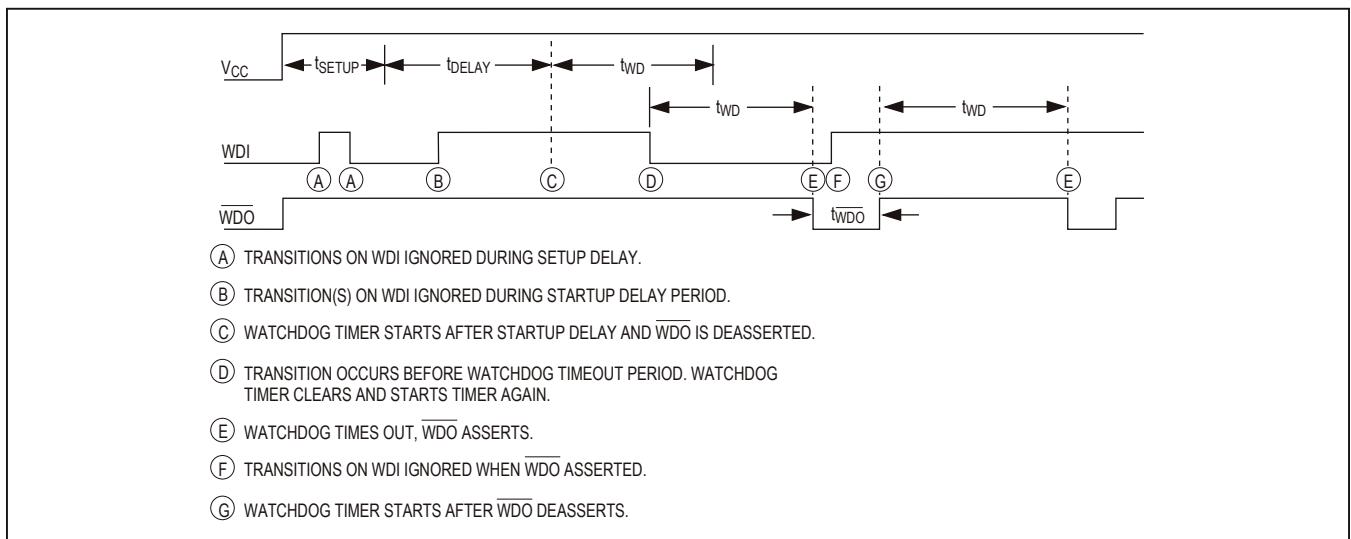 VCC
tSETUP
tDELAY
tWD
tWD
tWD
WDI
A A B C D E F G E
WDO
tWDO
A TRANSITIONS ON WDI IGNORED DURING SETUP DELAY.
B TRANSITION(S) ON WDI IGNORED DURING STARTUP DELAY PERIOD.
C WATCHDOG TIMER STARTS AFTER STARTUP DELAY AND WDO IS DEASSERTED.
D TRANSITION OCCURS BEFORE WATCHDOG TIMEOUT PERIOD. WATCHDOG
TIMER CLEARS AND STARTS TIMER AGAIN.
E WATCHDOG TIMES OUT, WDO ASSERTS.
F TRANSITIONS ON WDI IGNORED WHEN WDO ASSERTED.
G WATCHDOG TIMER STARTS AFTER WDO DEASSERTS.